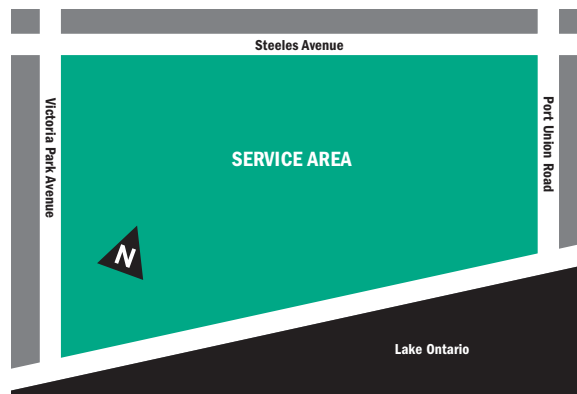 Steeles Avenue
Victoria Park Avenue
Port Union Road
SERVICE AREA
N
Lake Ontario